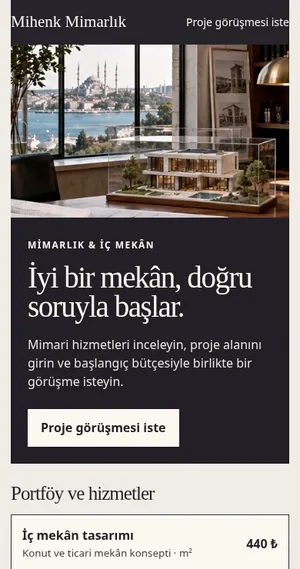 Mihenk Mimarlık
Proje görüşmesi iste
MİMARLIK & İÇ MEKÂN
İyi bir mekân, doğru
soruyla başlar.
Mimari hizmetleri inceleyin, proje alanını
girin ve başlangıç bütçesiyle birlikte bir
görüşme isteyin.
Proje görüşmesi iste
Portföy ve hizmetler
İç mekân tasarımı
Konut ve ticari mekân konsepti · m²
440 ₺